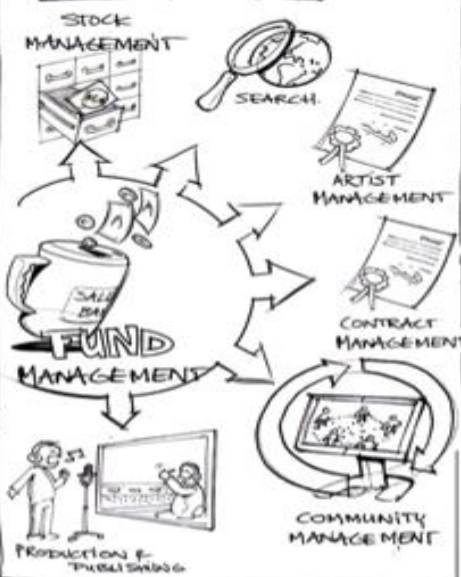 STOCK
MANAGEMENT
SEARCH.
ARTIST
MANAGEMENT
CONTRACT
MANAGEMENT
FUND
MANAGEMENT
COMMUNITY
MANAGEMENT
PRODUCTION &
PUBLISHING